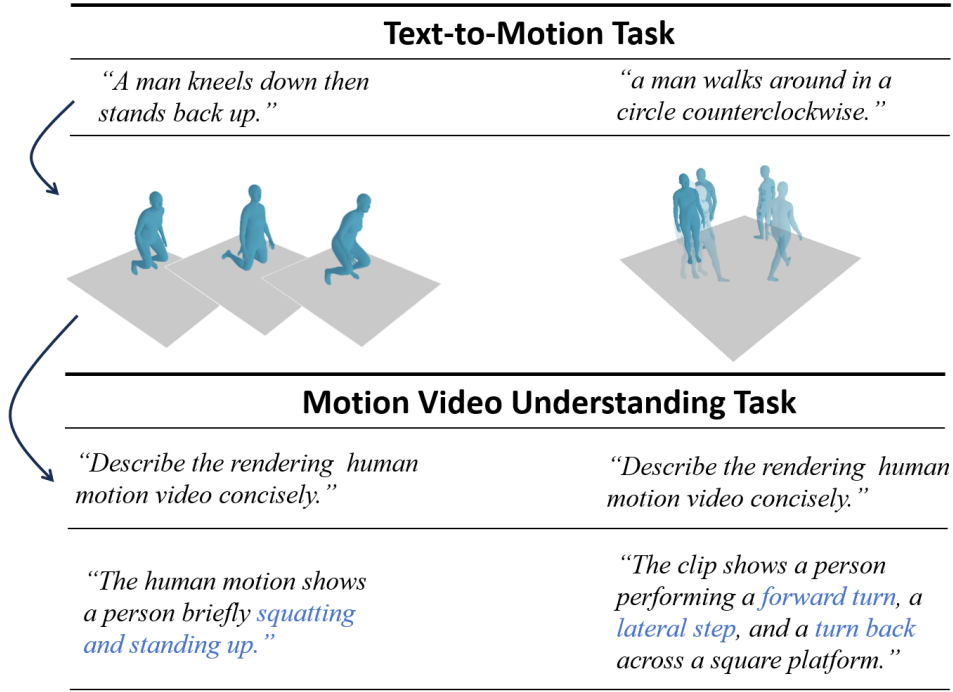 Text-to-Motion Task
“A man kneels down then
stands back up.”
“a man walks around in a
circle counterclockwise.”
Motion Video Understanding Task
“Describe the rendering human
motion video concisely.”
“Describe the rendering human
motion video concisely.”
“The human motion shows
a person briefly squatting
and standing up.”
“The clip shows a person
performing a forward turn, a
lateral step, and a turn back
across a square platform.”